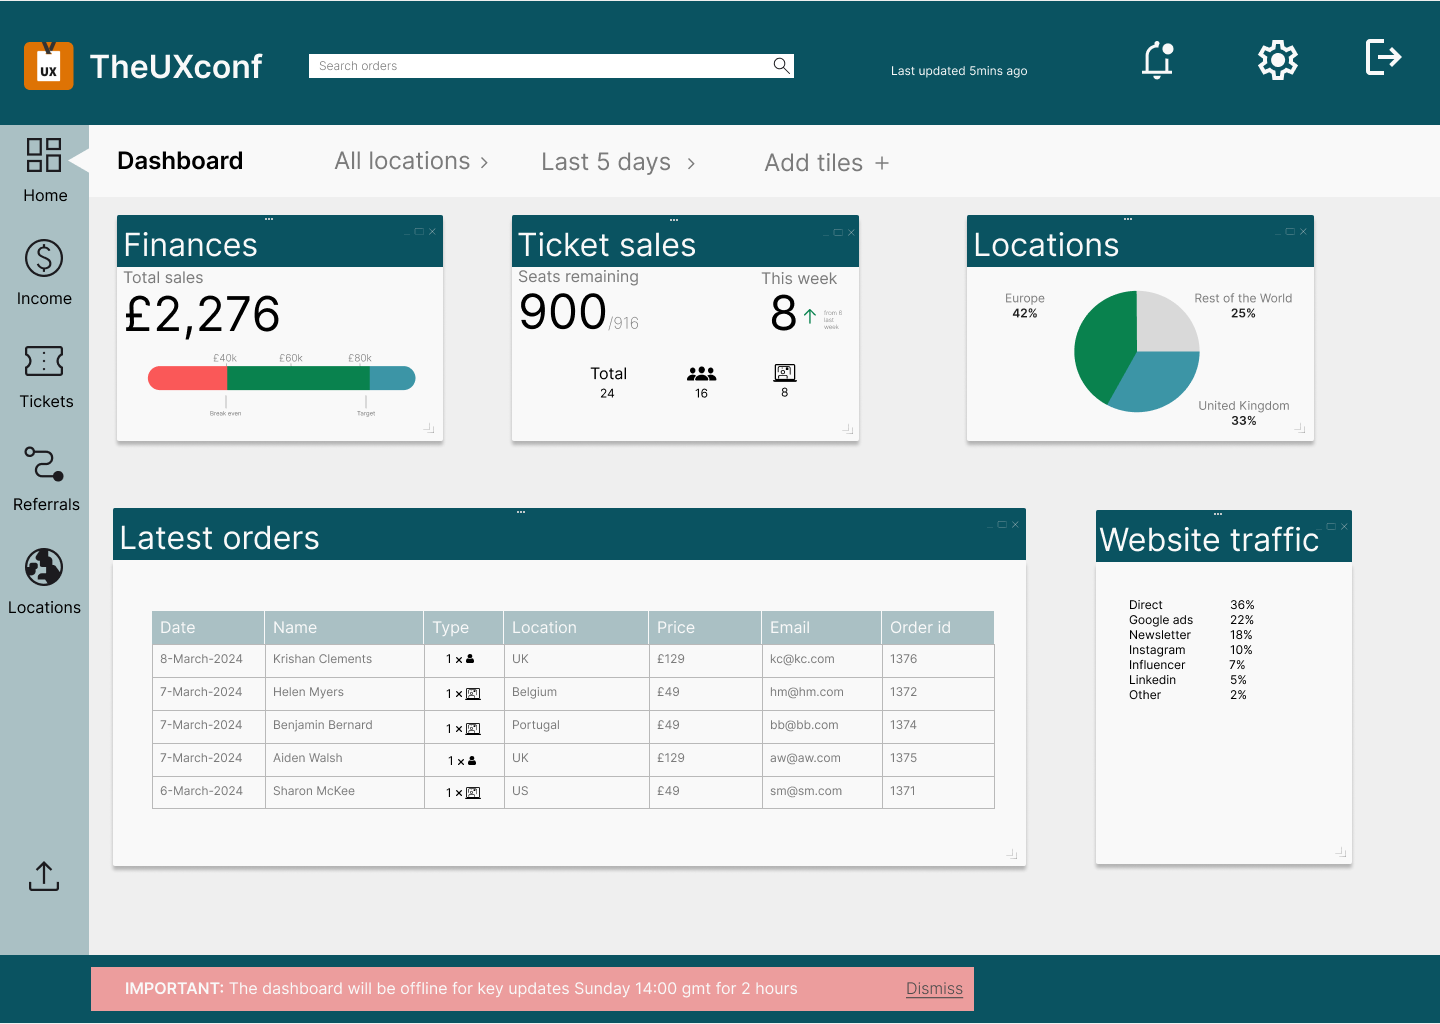 UX
TheUXconf
Search orders
Last updated 5mins ago
Home
Income
Tickets
Referrals
Locations
Dashboard
All locations
Last 5 days
Add tiles +
Finances
Total sales
£2,276
£40k £60k £80k
Break even Target
Ticket sales
Seats remaining
900/916
This week
8
from 6
last
week
Total
24
16
8
Locations
Europe
42%
Rest of the World
25%
United Kingdom
33%
Latest orders
Date Name Type Location Price Email Order id
8-March-2024 Krishan Clements 1 × UK £129 kc@kc.com 1376
7-March-2024 Helen Myers 1 × Belgium £49 hm@hm.com 1372
7-March-2024 Benjamin Bernard 1 × Portugal £49 bb@bb.com 1374
7-March-2024 Aiden Walsh 1 × UK £129 aw@aw.com 1375
6-March-2024 Sharon McKee 1 × US £49 sm@sm.com 1371
Website traffic
Direct 36%
Google ads 22%
Newsletter 18%
Instagram 10%
Influencer 7%
Linkedin 5%
Other 2%
IMPORTANT: The dashboard will be offline for key updates Sunday 14:00 gmt for 2 hours
Dismiss